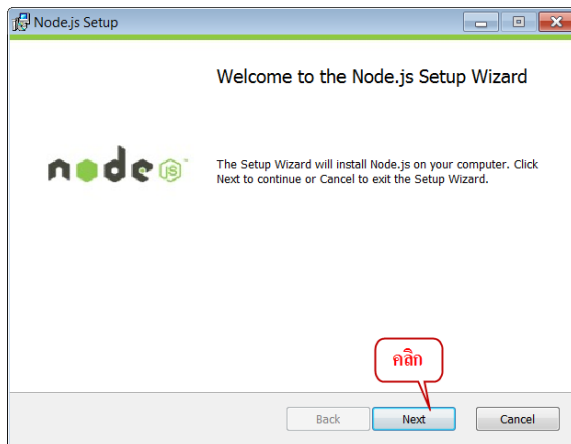 Node.js Setup
Welcome to the Node.js Setup Wizard
node JS
The Setup Wizard will install Node.js on your computer. Click
Next to continue or Cancel to exit the Setup Wizard.
คลิก
Back Next Cancel